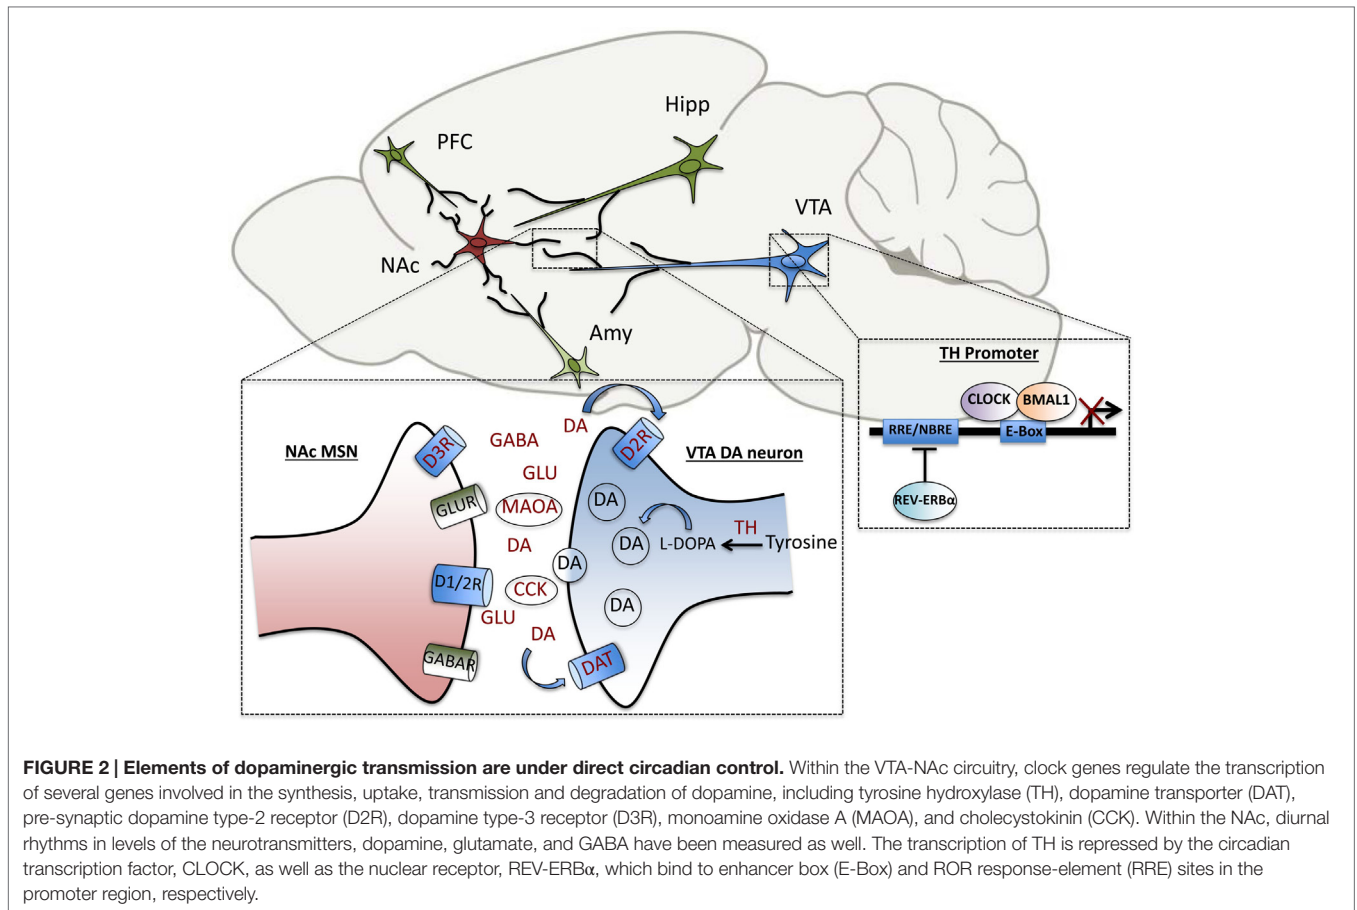 Hipp
PFC
VTA
NAc
Amy
TH Promoter
CLOCK
BMAL1
RRE/NBRE
E-Box
REV-ERBα
NAc MSN
VTA DA neuron
D3R
GABA
DA
D2R
GLU
GLUR
MAOA
DA
DA
DA
DA
L-DOPA
TH
Tyrosine
D1/2R
CCK
DA
GLU
DA
GABAR
DAT
FIGURE 2 | Elements of dopaminergic transmission are under direct circadian control. Within the VTA-NAc circuitry, clock genes regulate the transcription
of several genes involved in the synthesis, uptake, transmission and degradation of dopamine, including tyrosine hydroxylase (TH), dopamine transporter (DAT),
pre-synaptic dopamine type-2 receptor (D2R), dopamine type-3 receptor (D3R), monoamine oxidase A (MAOA), and cholecystokinin (CCK). Within the NAc, diurnal
rhythms in levels of the neurotransmitters, dopamine, glutamate, and GABA have been measured as well. The transcription of TH is repressed by the circadian
transcription factor, CLOCK, as well as the nuclear receptor, REV-ERBα, which bind to enhancer box (E-Box) and ROR response-element (RRE) sites in the
promoter region, respectively.